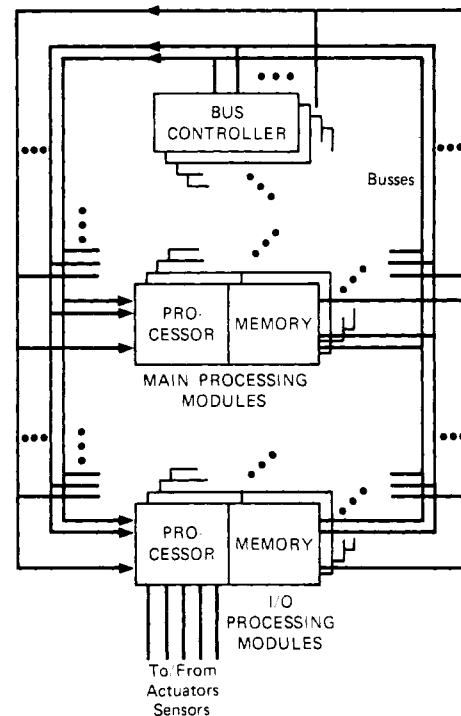 BUS
CONTROLLER
Busses
PRO-
CESSOR
MEMORY
MAIN PROCESSING
MODULES
PRO-
CESSOR
MEMORY
I/O
PROCESSING
MODULES
To/From
Actuators
Sensors